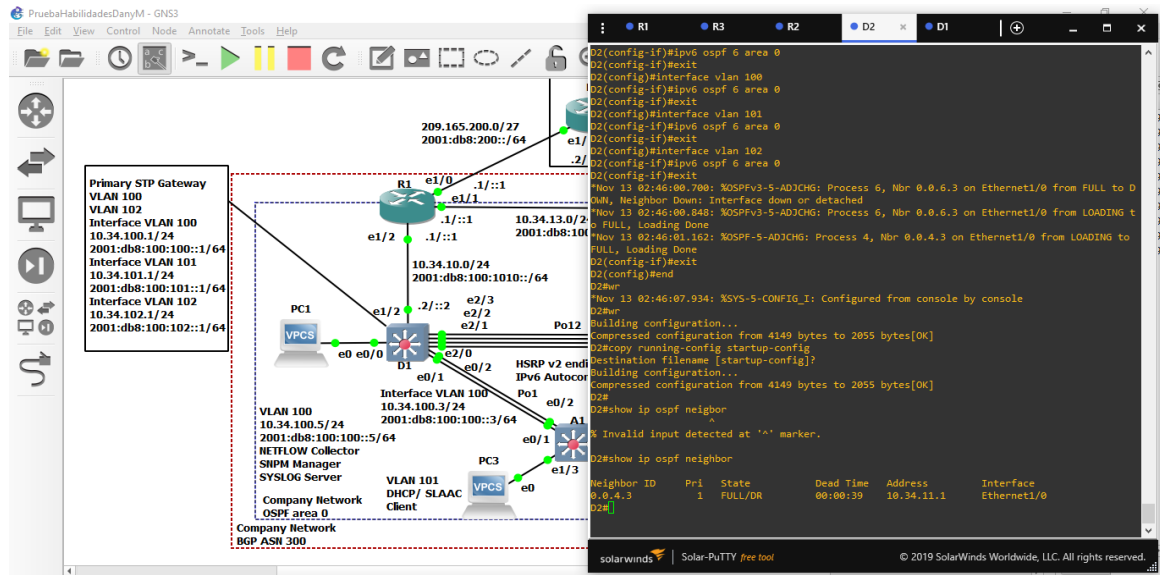 PruebaHabilidadesDanyM - GNS3
File Edit View Control Node Annotate Tools Help
209.165.200.0/27
2001:db8:200::/64
e1/
.2/
Primary STP Gateway
VLAN 100
VLAN 102
Interface VLAN 100
10.34.100.1/24
2001:db8:100:100::1/64
Interface VLAN 101
10.34.101.1/24
2001:db8:100:101::1/64
Interface VLAN 102
10.34.102.1/24
2001:db8:100:102::1/64
R1
e1/0
.1/::1
e1/1
.1/::1
10.34.13.0/2
2001:db8:100
e1/2
.1/::1
10.34.10.0/24
2001:db8:100:1010::/64
PC1
VPCS
e0 e0/0
e1/2
.2/::2
e2/3
e2/2
e2/1
Po12
D1
e2/0
e0/2
e0/1
HSRP v2 endi
IPv6 Autocon
Interface VLAN 100
10.34.100.3/24
2001:db8:100:100::3/64
Po1
e0/2
A1
e0/1
e1/3
VLAN 100
10.34.100.5/24
2001:db8:100:100::5/64
NETFLOW Collector
SNPM Manager
SYSLOG Server
PC3
VPCS
e0
VLAN 101
DHCP/ SLAAC
Client
Company Network
OSPF area 0
Company Network
BGP ASN 300
R1 R3 R2 D2 D1
D2(config-if)#ipv6 ospf 6 area 0
D2(config-if)#exit
D2(config)#interface vlan 100
D2(config-if)#ipv6 ospf 6 area 0
D2(config-if)#exit
D2(config)#interface vlan 101
D2(config-if)#ipv6 ospf 6 area 0
D2(config-if)#exit
D2(config)#interface vlan 102
D2(config-if)#ipv6 ospf 6 area 0
D2(config-if)#exit
*Nov 13 02:46:00.700: %OSPFv3-5-ADJCHG: Process 6, Nbr 0.0.6.3 on Ethernet1/0 from FULL to D
OWN, Neighbor Down: Interface down or detached
*Nov 13 02:46:00.848: %OSPFv3-5-ADJCHG: Process 6, Nbr 0.0.6.3 on Ethernet1/0 from LOADING t
o FULL, Loading Done
*Nov 13 02:46:01.162: %OSPF-5-ADJCHG: Process 4, Nbr 0.0.4.3 on Ethernet1/0 from LOADING to
FULL, Loading Done
D2(config-if)#exit
D2(config)#end
D2#wr
*Nov 13 02:46:07.934: %SYS-5-CONFIG_I: Configured from console by console
D2#wr
Building configuration...
Compressed configuration from 4149 bytes to 2055 bytes[OK]
D2#copy running-config startup-config
Destination filename [startup-config]?
Building configuration...
Compressed configuration from 4149 bytes to 2055 bytes[OK]
D2#
D2#show ip ospf neigbor
^
% Invalid input detected at '^' marker.
D2#show ip ospf neighbor
Neighbor ID Pri State Dead Time Address Interface
0.0.4.3 1 FULL/DR 00:00:39 10.34.11.1 Ethernet1/0
D2#
solarwinds Solar-PuTTY free tool © 2019 SolarWinds Worldwide, LLC. All rights reserved.